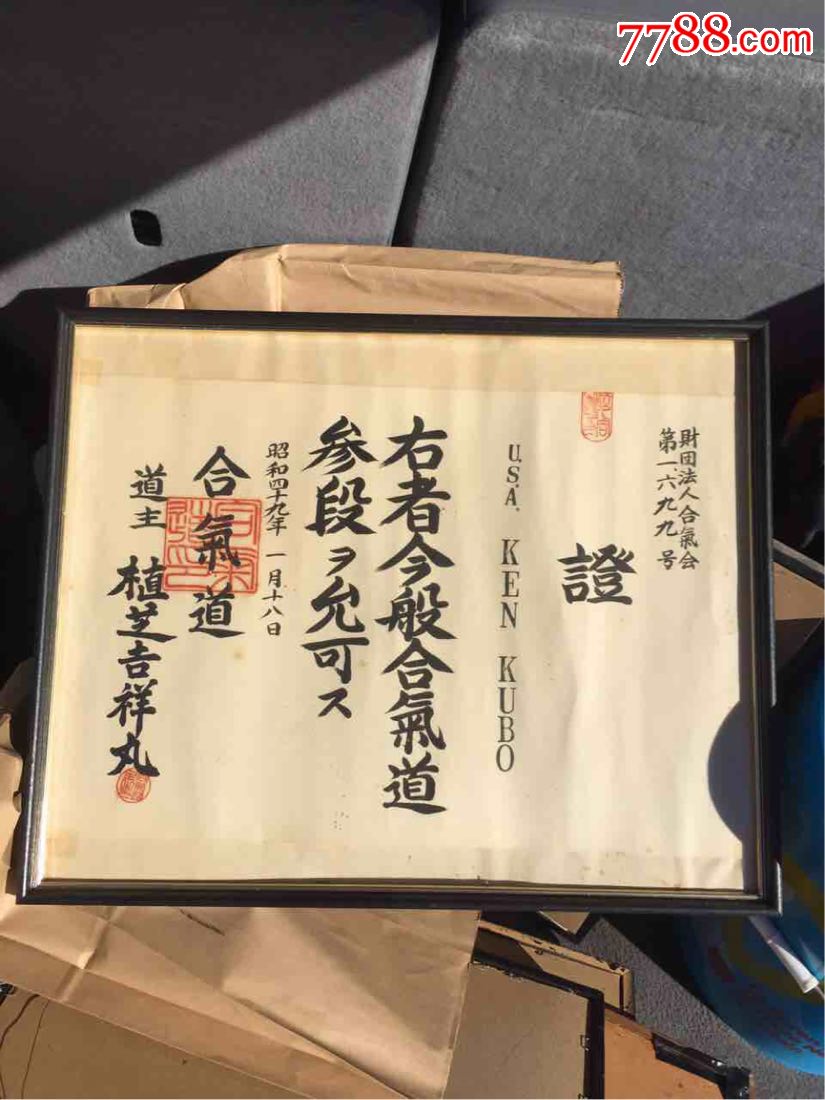 7788.com
財団法人合氣会
第一、六九九号
證
U.S.A. KEN KUBO
右者今般合氣道
参段ヲ允可ス
昭和四十九年一月十八日
合氣道
道主 植芝吉祥丸